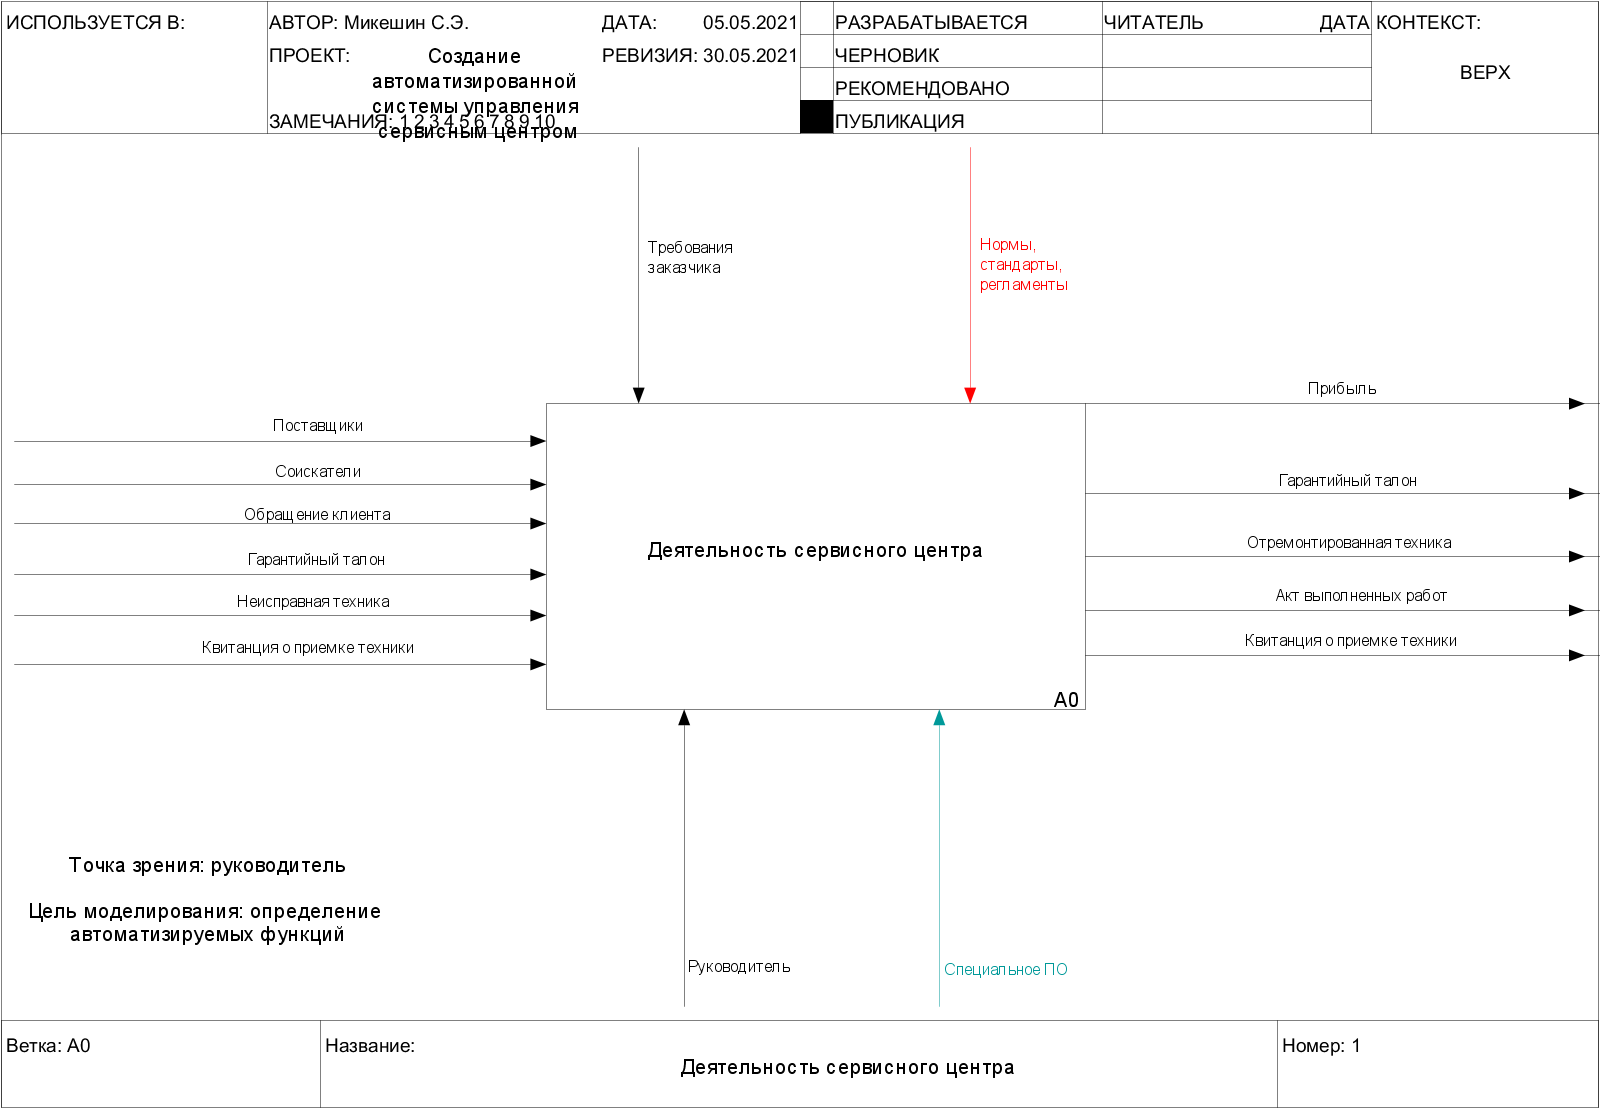 ИСПОЛЬЗУЕТСЯ В:
АВТОР: Микешин С.Э.
ДАТА: 05.05.2021
ПРОЕКТ: Создание
автоматизированной
системы управления
сервисным центром
РЕВИЗИЯ: 30.05.2021
ЗАМЕЧАНИЯ: 1 2 3 4 5 6 7 8 9 10
РАЗРАБАТЫВАЕТСЯ
ЧЕРНОВИК
РЕКОМЕНДОВАНО
ПУБЛИКАЦИЯ
ЧИТАТЕЛЬ ДАТА
КОНТЕКСТ:
ВЕРХ
Требования
заказчика
Нормы,
стандарты,
регламенты
Поставщики
Соискатели
Обращение клиента
Гарантийный талон
Неисправная техника
Квитанция о приемке техники
Деятельность сервисного центра
A0
Прибыль
Гарантийный талон
Отремонтированная техника
Акт выполненных работ
Квитанция о приемке техники
Точка зрения: руководитель
Цель моделирования: определение
автоматизируемых функций
Руководитель
Специальное ПО
Ветка: A0
Название:
Деятельность сервисного центра
Номер: 1